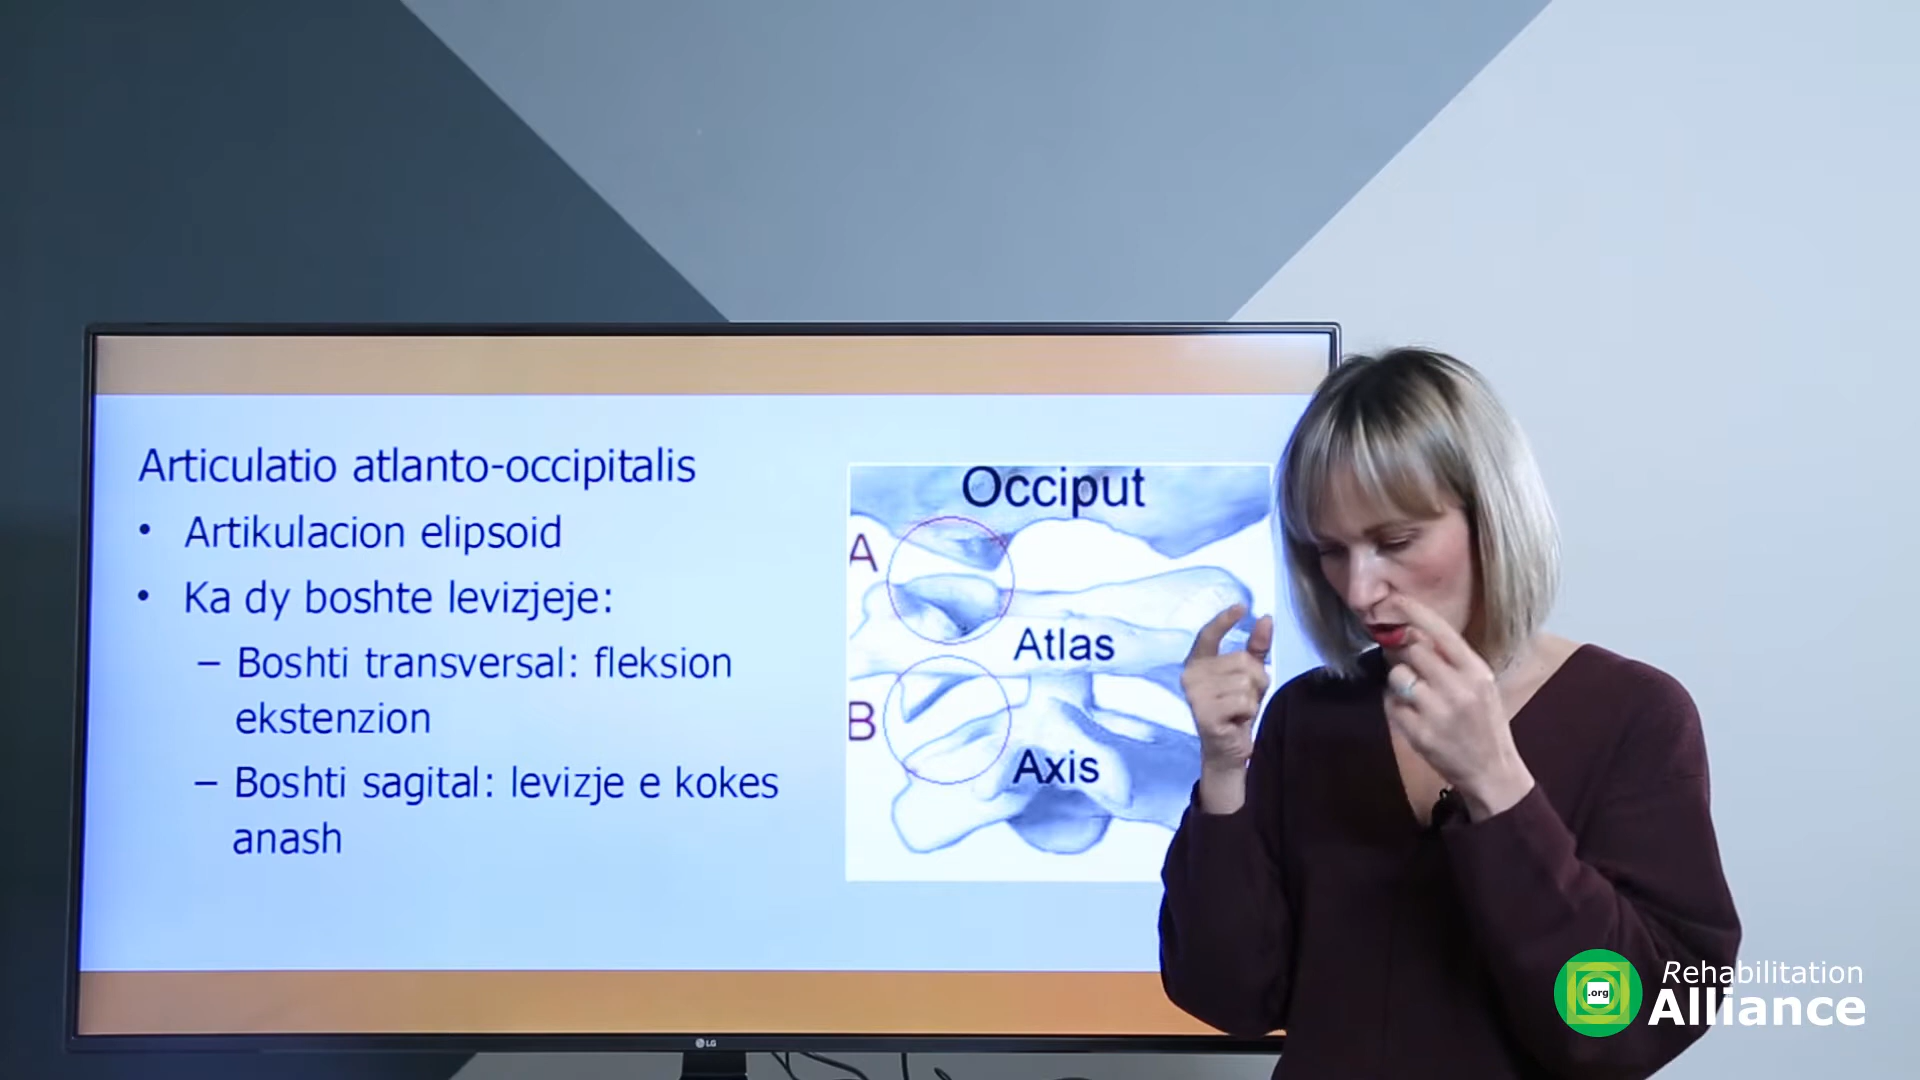 Articulatio atlanto-occipitalis
• Artikulacion elipsoid
• Ka dy boshte levizjeje:
– Boshti transversal: fleksion
ekstenzion
– Boshti sagital: levizje e kokes
anash
Occiput
A
Atlas
B
Axis
LG
.org
Rehabilitation
Alliance